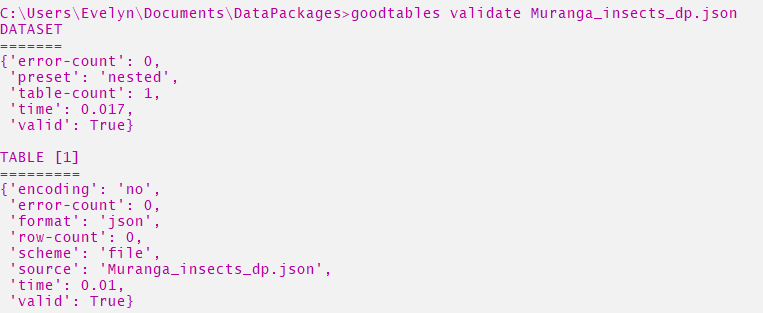 C:\Users\Evelyn\Documents\DataPackages>goodtables validate Muranga_insects_dp.json
DATASET
=======
{'error-count': 0,
 'preset': 'nested',
 'table-count': 1,
 'time': 0.017,
 'valid': True}

TABLE [1]
=========
{'encoding': 'no',
 'error-count': 0,
 'format': 'json',
 'row-count': 0,
 'scheme': 'file',
 'source': 'Muranga_insects_dp.json',
 'time': 0.01,
 'valid': True}